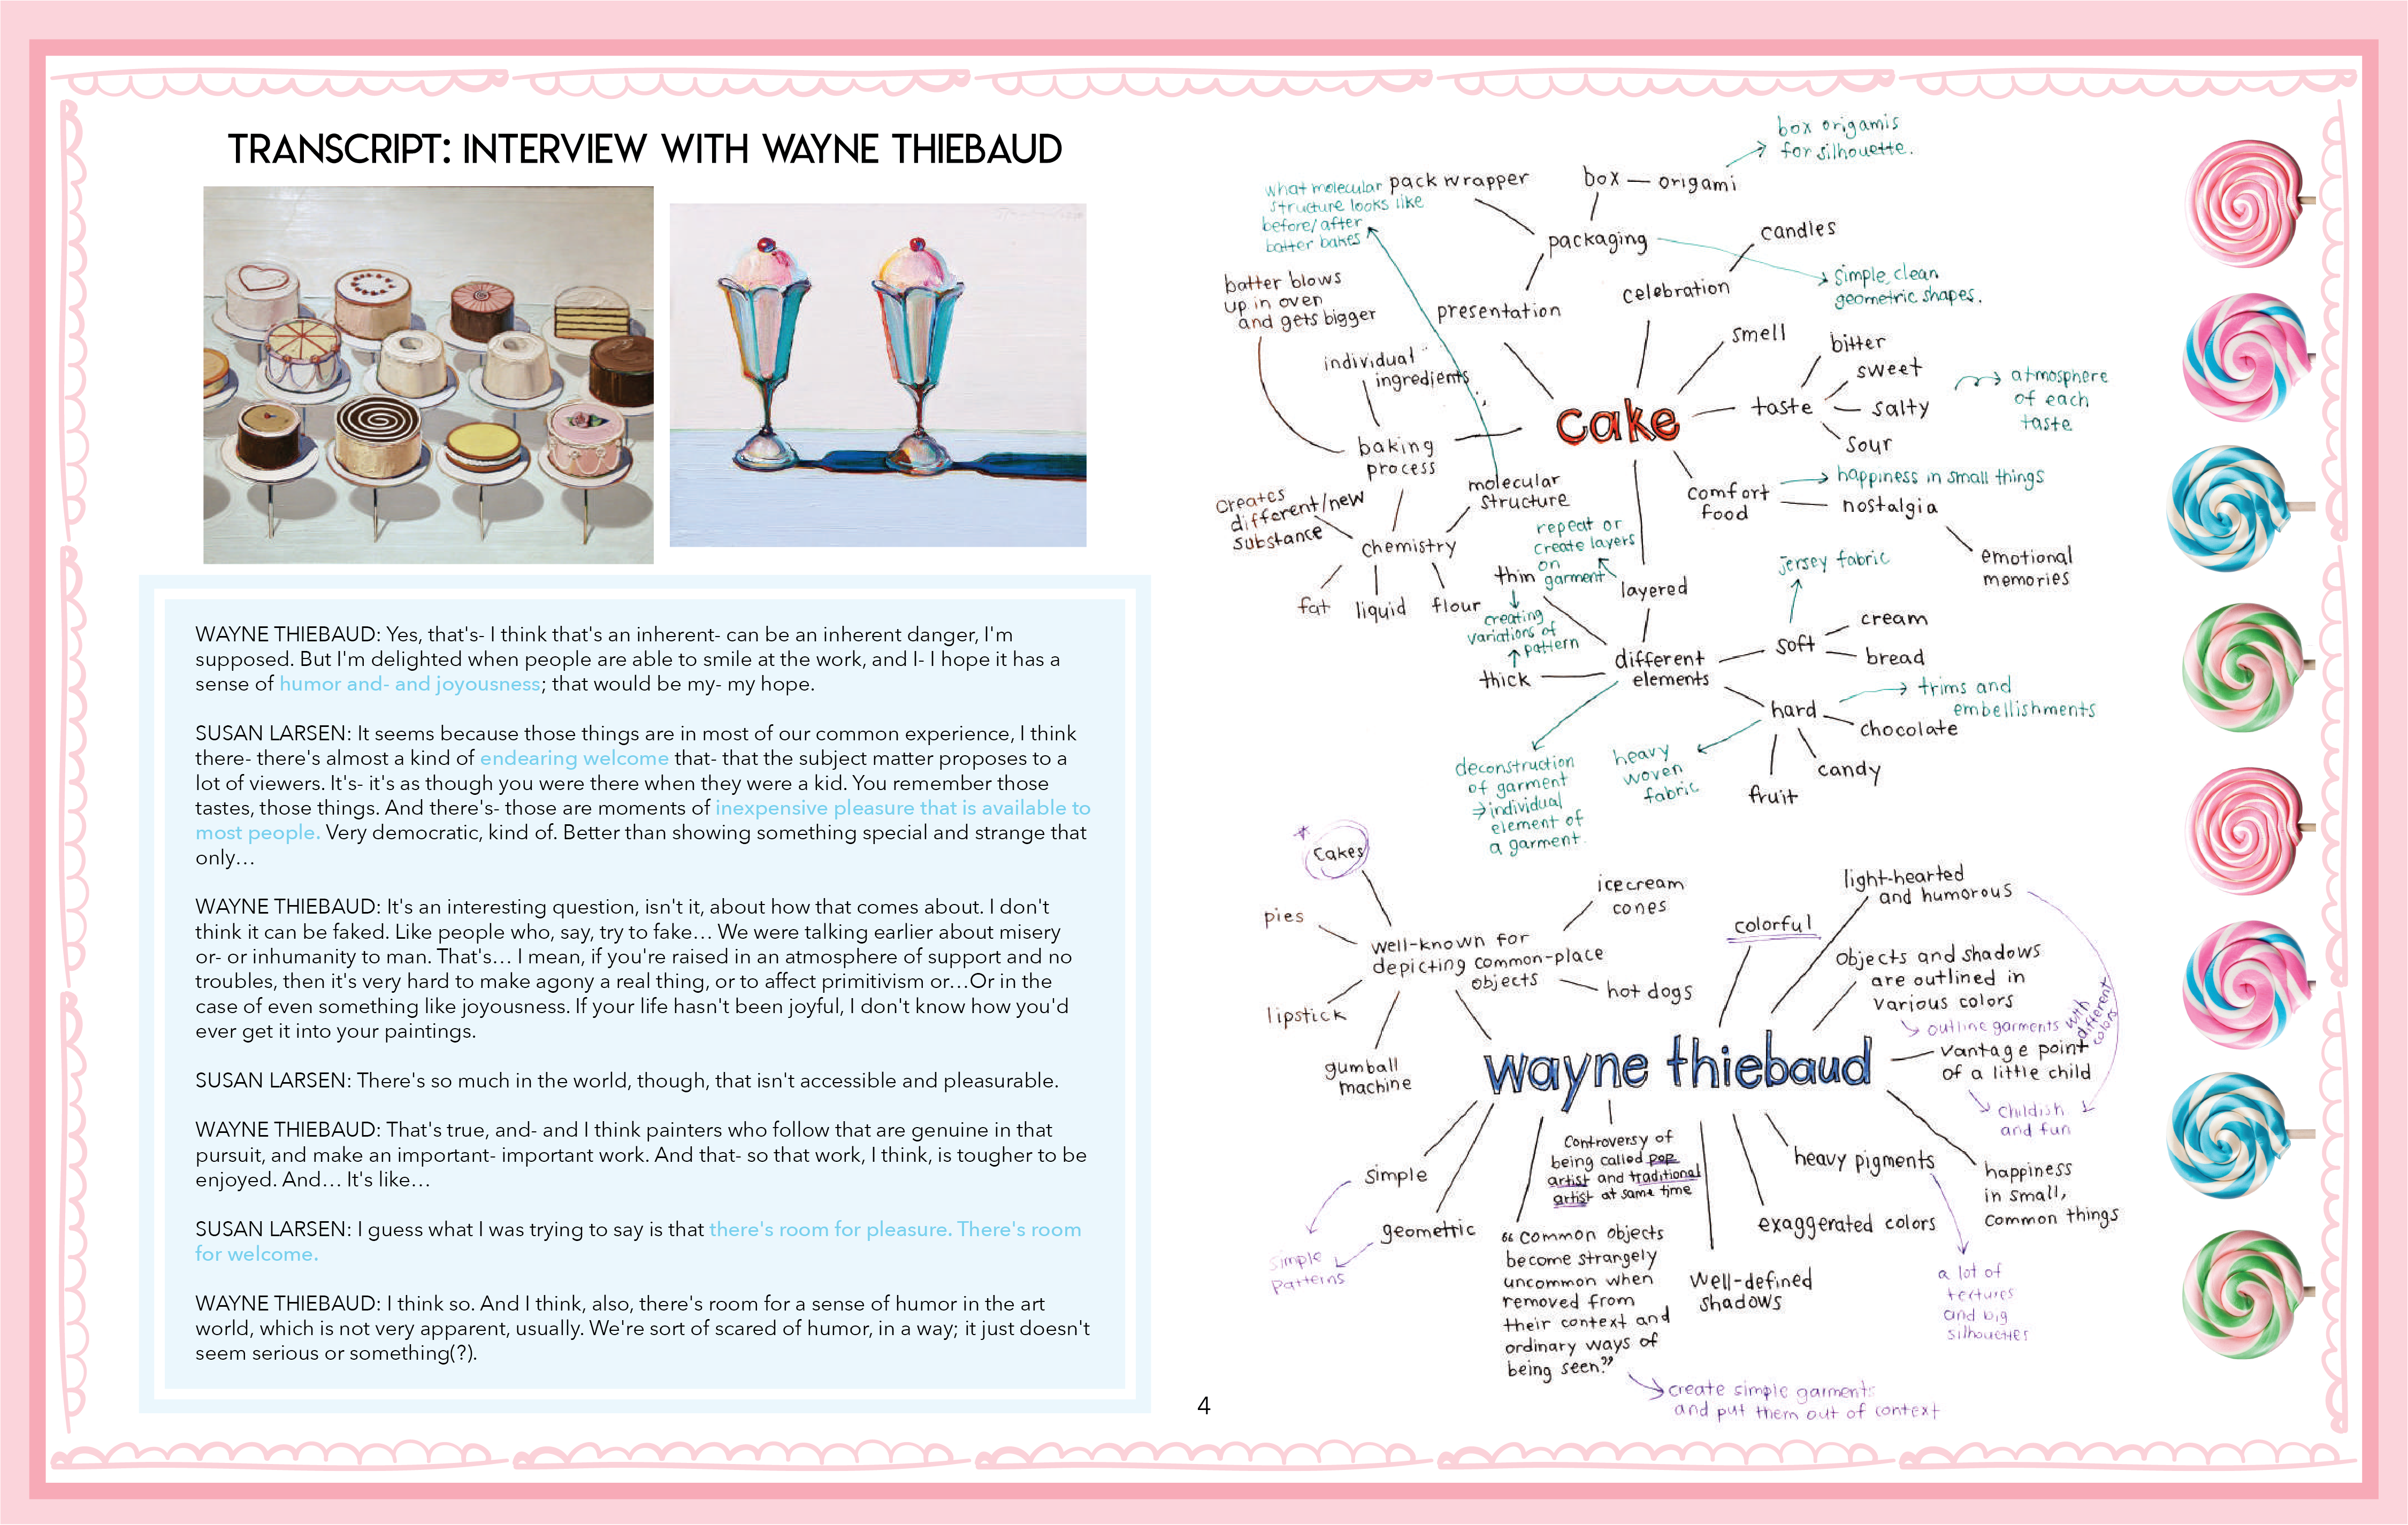 TRANSCRIPT: INTERVIEW WITH WAYNE THIEBAUD
WAYNE THIEBAUD: Yes, that's- I think that's an inherent- can be an inherent danger, I'm
supposed. But I'm delighted when people are able to smile at the work, and I- I hope it has a
sense of humor and- and joyousness; that would be my- my hope.
SUSAN LARSEN: It seems because those things are in most of our common experience, I think
there- there's almost a kind of endearing welcome that- that the subject matter proposes to a
lot of viewers. It's- it's as though you were there when they were a kid. You remember those
tastes, those things. And there's- those are moments of inexpensive pleasure that is available to
most people. Very democratic, kind of. Better than showing something special and strange that
only…
WAYNE THIEBAUD: It's an interesting question, isn't it, about how that comes about. I don't
think it can be faked. Like people who, say, try to fake… We were talking earlier about misery
or- or inhumanity to man. That's… I mean, if you're raised in an atmosphere of support and no
troubles, then it's very hard to make agony a real thing, or to affect primitivism or…Or in the
case of even something like joyousness. If your life hasn't been joyful, I don't know how you'd
ever get it into your paintings.
SUSAN LARSEN: There's so much in the world, though, that isn't accessible and pleasurable.
WAYNE THIEBAUD: That's true, and- and I think painters who follow that are genuine in that
pursuit, and make an important- important work. And that- so that work, I think, is tougher to be
enjoyed. And… It's like…
SUSAN LARSEN: I guess what I was trying to say is that there's room for pleasure. There's room
for welcome.
WAYNE THIEBAUD: I think so. And I think, also, there's room for a sense of humor in the art
world, which is not very apparent, usually. We're sort of scared of humor, in a way; it just doesn't
seem serious or something(?).
4
box origamis
for silhouette.
box — origami
pack wrapper
what molecular
structure looks like
before/after
batter bakes
packaging
candles
simple, clean
geometric shapes.
celebration
presentation
batter blows
up in oven
and gets bigger
individual
ingredients
smell
bitter
sweet
salty
sour
taste
atmosphere
of each
taste
cake
baking
process
molecular
structure
comfort
food
happiness in small things
nostalgia
emotional
memories
creates
different/new
substance
chemistry
fat
liquid
flour
repeat or
create layers
on
garment
thin
layered
creating
variations of
pattern
thick
different
elements
jersey fabric
soft
cream
bread
hard
trims and
embellishments
chocolate
candy
fruit
heavy
woven
fabric
deconstruction
of garment
→individual
element of
a garment.
* cakes
pies
lipstick
gumball
machine
well-known for
depicting common-place
objects
icecream
cones
hot dogs
colorful
light-hearted
and humorous
objects and shadows
are outlined in
various colors
outline garments with
different
colors
wayne thiebaud
vantage point
of a little child
childish
and fun
simple
geometric
simple
patterns
controversy of
being called pop
artist and traditional
artist at same time
heavy pigments
happiness
in small,
common things
exaggerated colors
a lot of
textures
and big
silhouettes
well-defined
shadows
“common objects
become strangely
uncommon when
removed from
their context and
ordinary ways of
being seen.”
create simple garments
and put them out of context